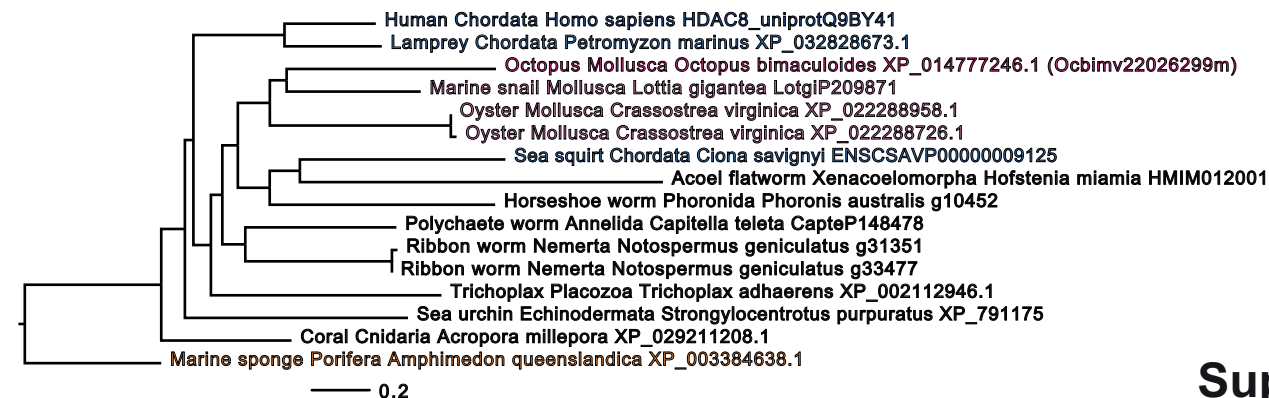 Human Chordata Homo sapiens HDAC8_uniprotQ9BY41
Lamprey Chordata Petromyzon marinus XP_032828673.1
Octopus Mollusca Octopus bimaculoides XP_014777246.1 (Ocbimv22026299m)
Marine snail Mollusca Lottia gigantea LotgiP209871
Oyster Mollusca Crassostrea virginica XP_022288958.1
Oyster Mollusca Crassostrea virginica XP_022288726.1
Sea squirt Chordata Ciona savignyi ENSCSAVP00000009125
Acoel flatworm Xenacoelomorpha Hofstenia miamia HMIM012001
Horseshoe worm Phoronida Phoronis australis g10452
Polychaete worm Annelida Capitella teleta CapteP148478
Ribbon worm Nemerta Notospermus geniculatus g31351
Ribbon worm Nemerta Notospermus geniculatus g33477
Trichoplax Placozoa Trichoplax adhaerens XP_002112946.1
Sea urchin Echinodermata Strongylocentrotus purpuratus XP_791175
Coral Cnidaria Acropora millepora XP_029211208.1
Marine sponge Porifera Amphimedon queenslandica XP_003384638.1
0.2